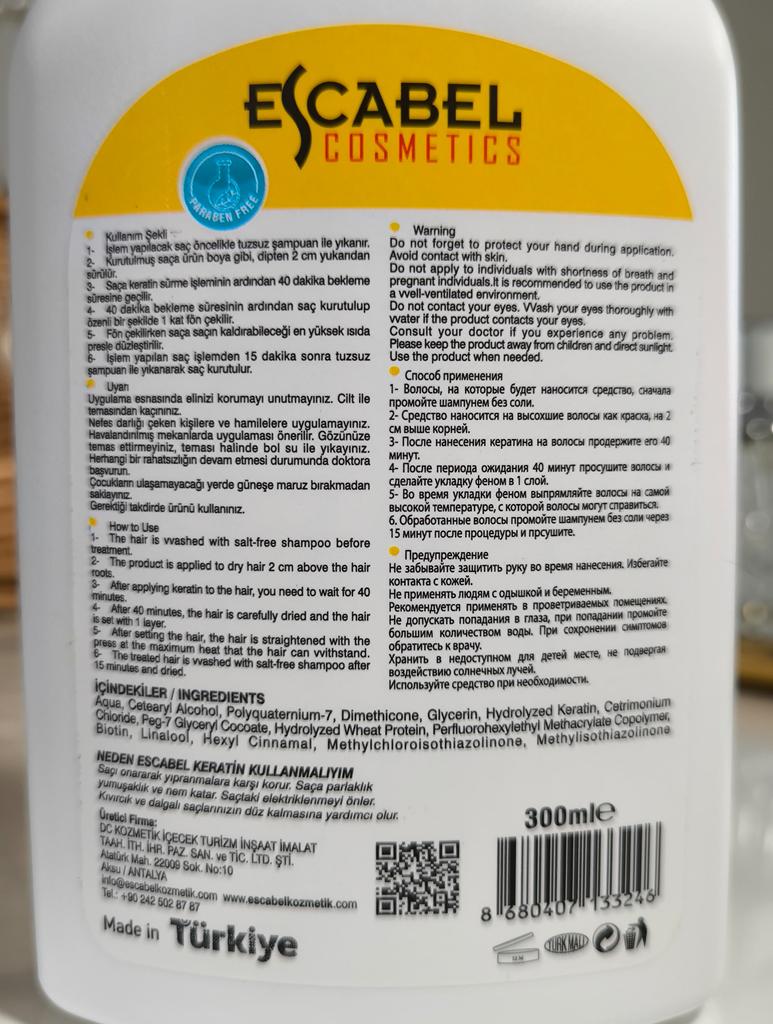 ESCABEL
COSMETICS
PARABEN FREE
Kullanım Şekli
1- İşlem yapılacak saç öncelikle tuzsuz şampuan ile yıkanır.
2- Kurutulmuş saça ürün boya gibi, dipten 2 cm yukarıdan
sürülür.
3- Saça keratin sürme işleminin ardından 40 dakika bekleme
süresine geçilir.
4- 40 dakika bekleme süresinin ardından saç kurutulup
özenli bir şekilde 1 kat fön çekilir.
5- Fön çekilirken saça saçın kaldırabileceği en yüksek ısıda
presle düzleştirilir.
6- İşlem yapılan saç işlemden 15 dakika sonra tuzsuz
şampuan ile yıkanarak saç kurutulur.
Uyarı
Uygulama esnasında elinizi korumayı unutmayınız. Cilt ile
temasından kaçınınız.
Nefes darlığı çeken kişilere ve hamilelere uygulamayınız.
Havalandırılmış mekanlarda uygulaması önerilir. Gözünüze
temas ettirmeyiniz, teması halinde bol su ile yıkayınız.
Herhangi bir rahatsızlığın devam etmesi durumunda doktora
başvurun.
Çocukların ulaşamayacağı yerde güneşe maruz bırakmadan
saklayınız.
Gerektiği takdirde ürünü kullanınız.
How to Use
1- The hair is washed with salt-free shampoo before
treatment.
2- The product is applied to dry hair 2 cm above the hair
roots.
3- After applying keratin to the hair, you need to wait for 40
minutes.
4- After 40 minutes, the hair is carefully dried and the hair
is set with 1 layer.
5- After setting the hair, the hair is straightened with the
press at the maximum heat that the hair can withstand.
6- The treated hair is washed with salt-free shampoo after
15 minutes and dried.
Warning
Do not forget to protect your hand during application.
Avoid contact with skin.
Do not apply to individuals with shortness of breath and
pregnant individuals.It is recommended to use the product in
a well-ventilated environment.
Do not contact your eyes. Wash your eyes thoroughly with
water if the product contacts your eyes.
Consult your doctor if you experience any problem.
Please keep the product away from children and direct sunlight.
Use the product when needed.
Способ применения
1- Волосы, на которые будет наносится средство, сначала
промойте шампунем без соли.
2- Средство наносится на высохшие волосы как краска, на 2
см выше корней.
3- После нанесения кератина на волосы продержите его 40
минут.
4- После периода ожидания 40 минут просушите волосы и
сделайте укладку феном в 1 слой.
5- Во время укладки феном выпрямляйте волосы на самой
высокой температуре, с которой волосы могут справиться.
6. Обработанные волосы промойте шампунем без соли через
15 минут после процедуры и прсушите.
Предупреждение
Не забывайте защитить руку во время нанесения. Избегайте
контакта с кожей.
Не применять людям с одышкой и беременным.
Рекомендуется применять в проветриваемых помещениях.
Не допускать попадания в глаза, при попадании промойте
большим количеством воды. При сохронении симптомов
обратитесь к врачу.
Хранить в недоступном для детей месте, не подвергая
воздействию солнечных лучей.
Используйте средство при необходимости.
İÇİNDEKİLER / INGREDIENTS
Aqua, Cetearyl Alcohol, Polyquaternium-7, Dimethicone, Glycerin, Hydrolyzed Keratin, Cetrimonium
Chloride, Peg-7 Glyceryl Cocoate, Hydrolyzed Wheat Protein, Perfluorohexylethyl Methacrylate Copolymer,
Biotin, Linalool, Hexyl Cinnamal, Methylchloroisothiazolinone, Methylisothiazolinone
NEDEN ESCABEL KERATİN KULLANMALIYIM
Saçı onararak yıpranmalara karşı korur. Saça parlaklık
yumuşaklık ve nem katar. Saçtaki elektriklenmeyi önler.
Kıvırcık ve dalgalı saçlarınızın düz kalmasına yardımcı olur.
Üretici Firma:
DC KOZMETİK İÇECEK TURİZM İNŞAAT İMALAT
TAAH. İTH. İHR. PAZ. SAN. ve TİC. LTD. ŞTİ.
Atatürk Mah. 22009 Sok. No:10
Aksu / ANTALYA
info@escabelkozmetik.com www.escabelkozmetik.com
Tel.: +90 242 502 87 87
Made in Türkiye
300ml℮
8 680407 133246
12 M
TÜRK MALI